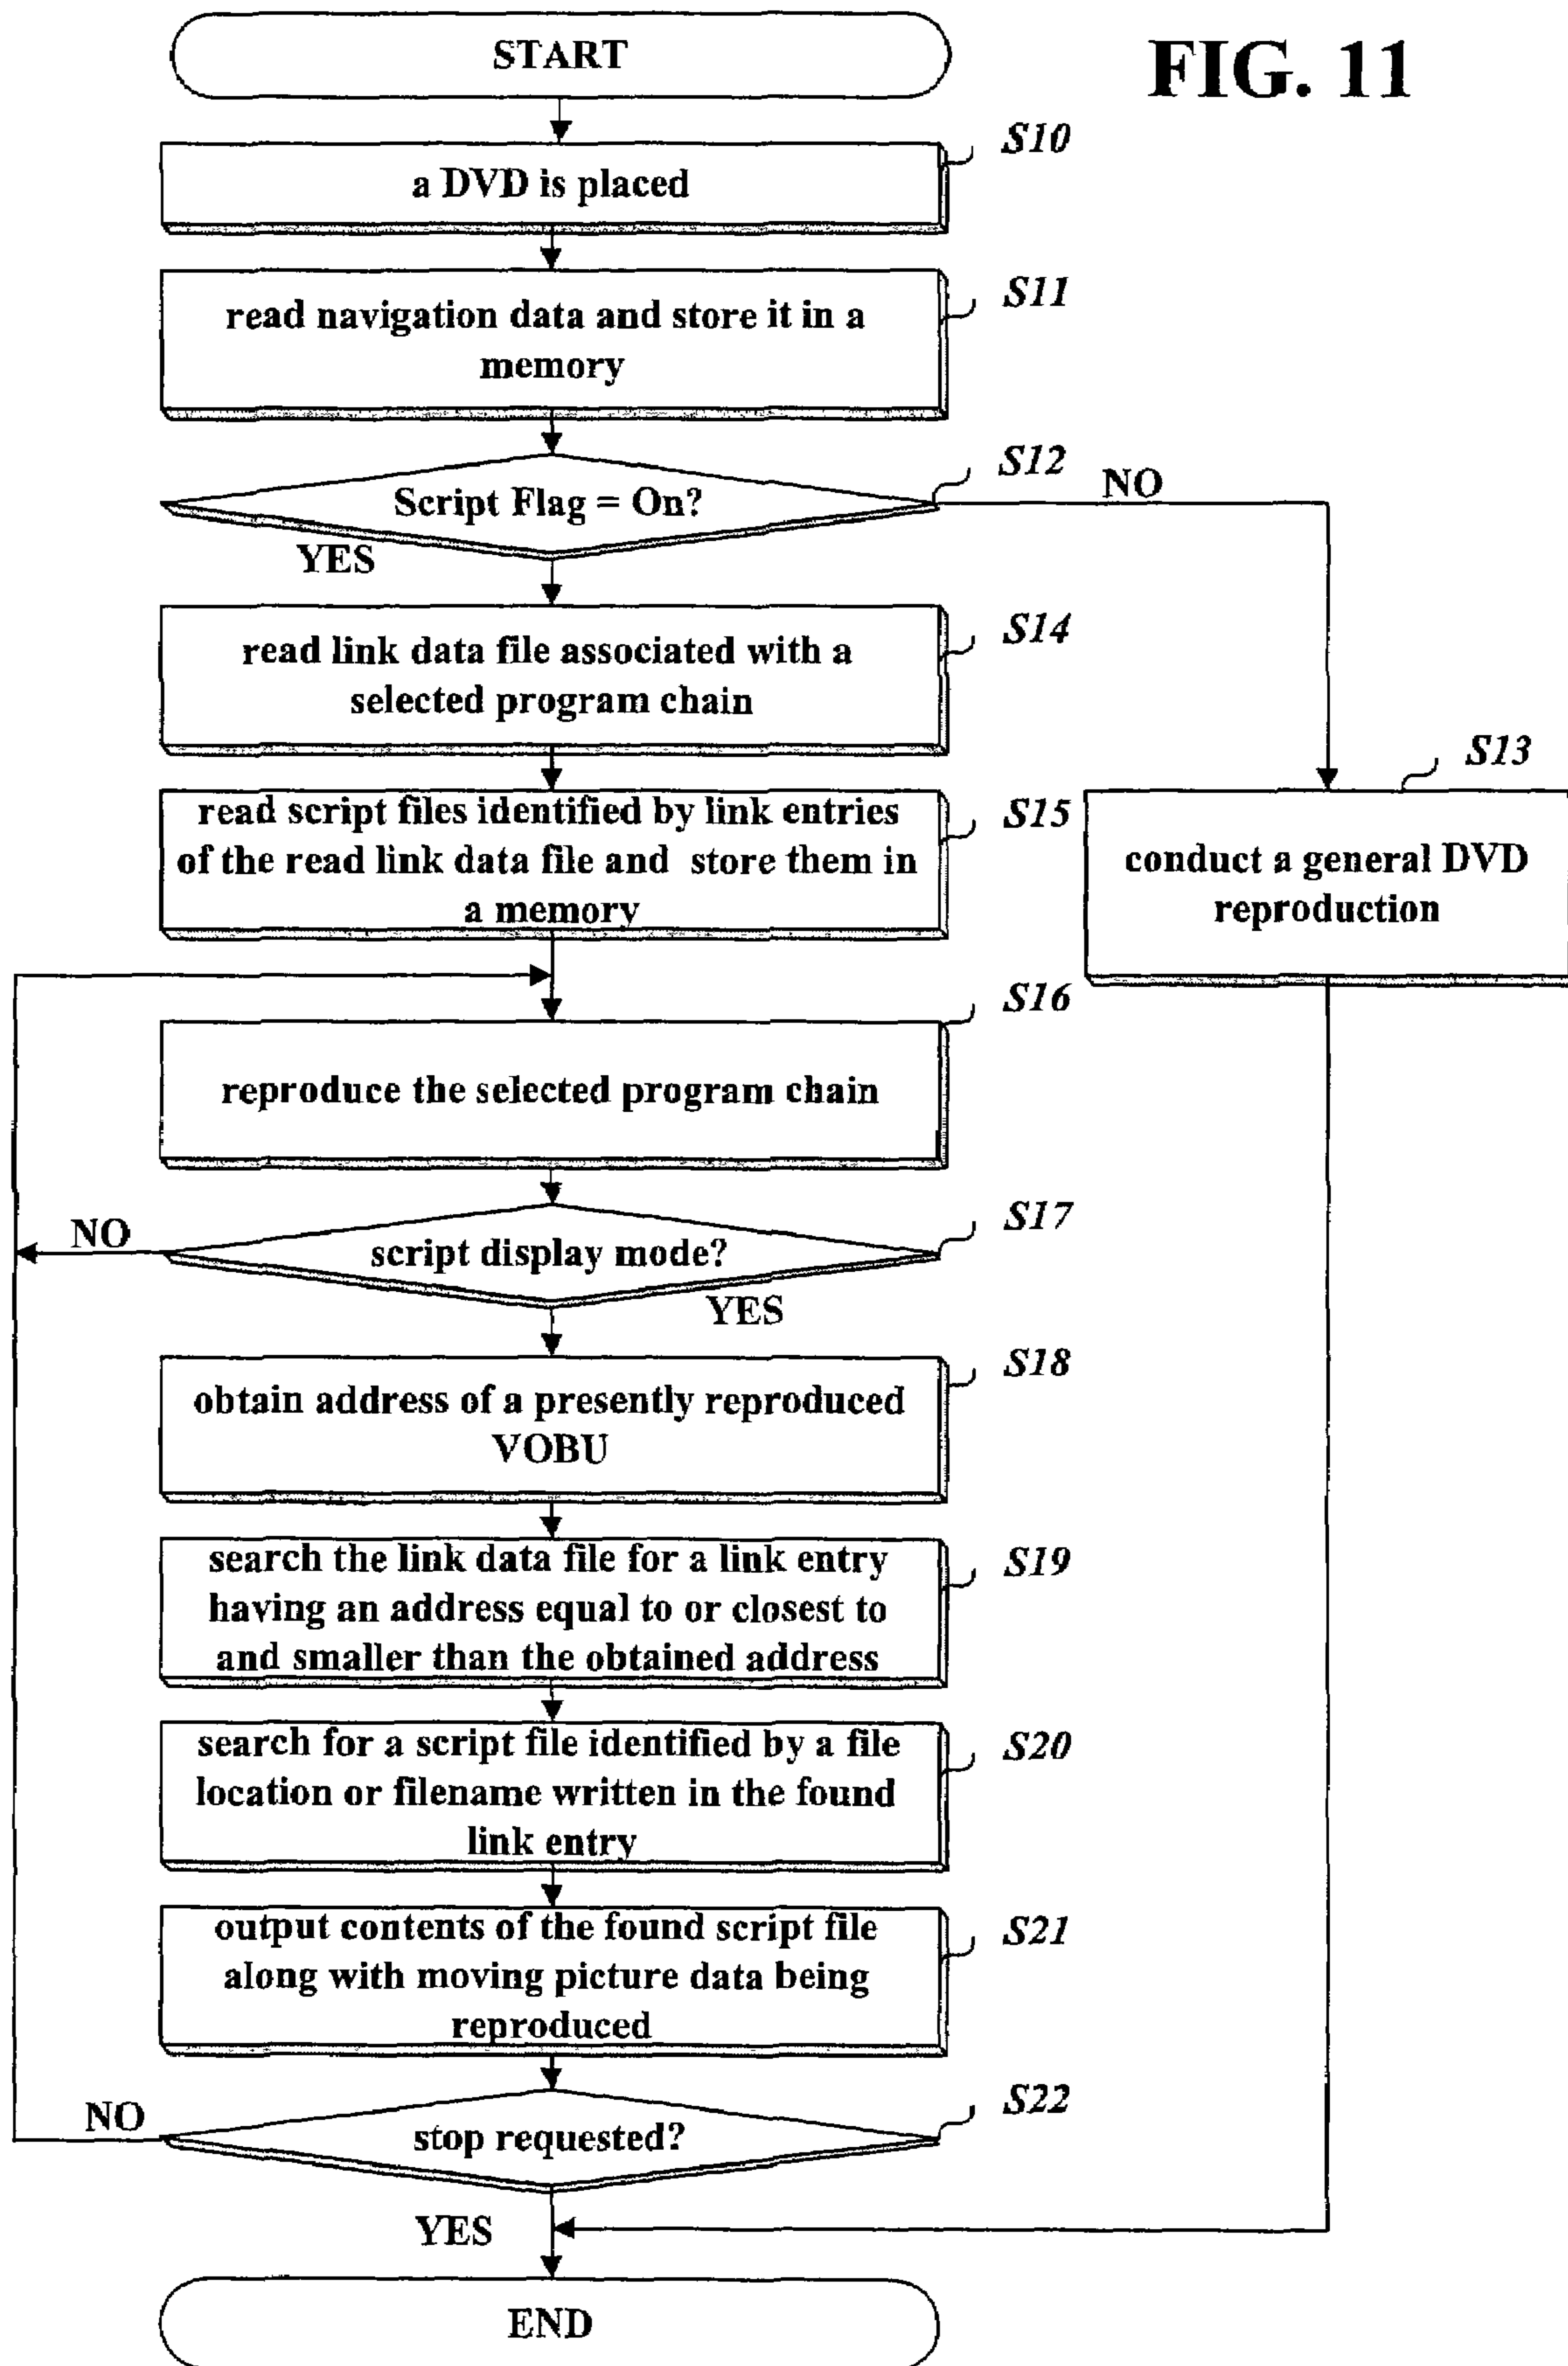 FIG. 11
START
S10
a DVD is placed
S11
read navigation data and store it in a
memory
S12
NO
Script Flag = On?
YES
S14
read link data file associated with a
selected program chain
S13
conduct a general DVD
reproduction
S15
read script files identified by link entries
of the read link data file and store them in
a memory
S16
reproduce the selected program chain
S17
NO
script display mode?
YES
S18
obtain address of a presently reproduced
VOBU
S19
search the link data file for a link entry
having an address equal to or closest to
and smaller than the obtained address
S20
search for a script file identified by a file
location or filename written in the found
link entry
S21
output contents of the found script file
along with moving picture data being
reproduced
S22
NO
stop requested?
YES
END